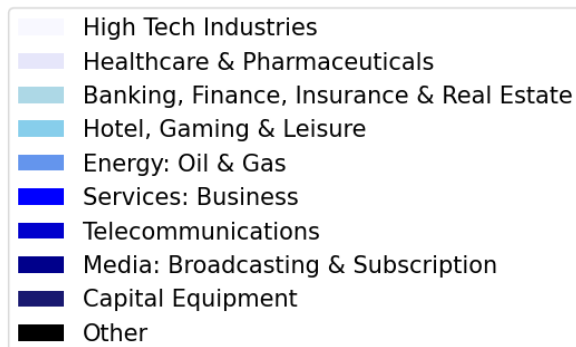 High Tech Industries
Healthcare & Pharmaceuticals
Banking, Finance, Insurance & Real Estate
Hotel, Gaming & Leisure
Energy: Oil & Gas
Services: Business
Telecommunications
Media: Broadcasting & Subscription
Capital Equipment
Other